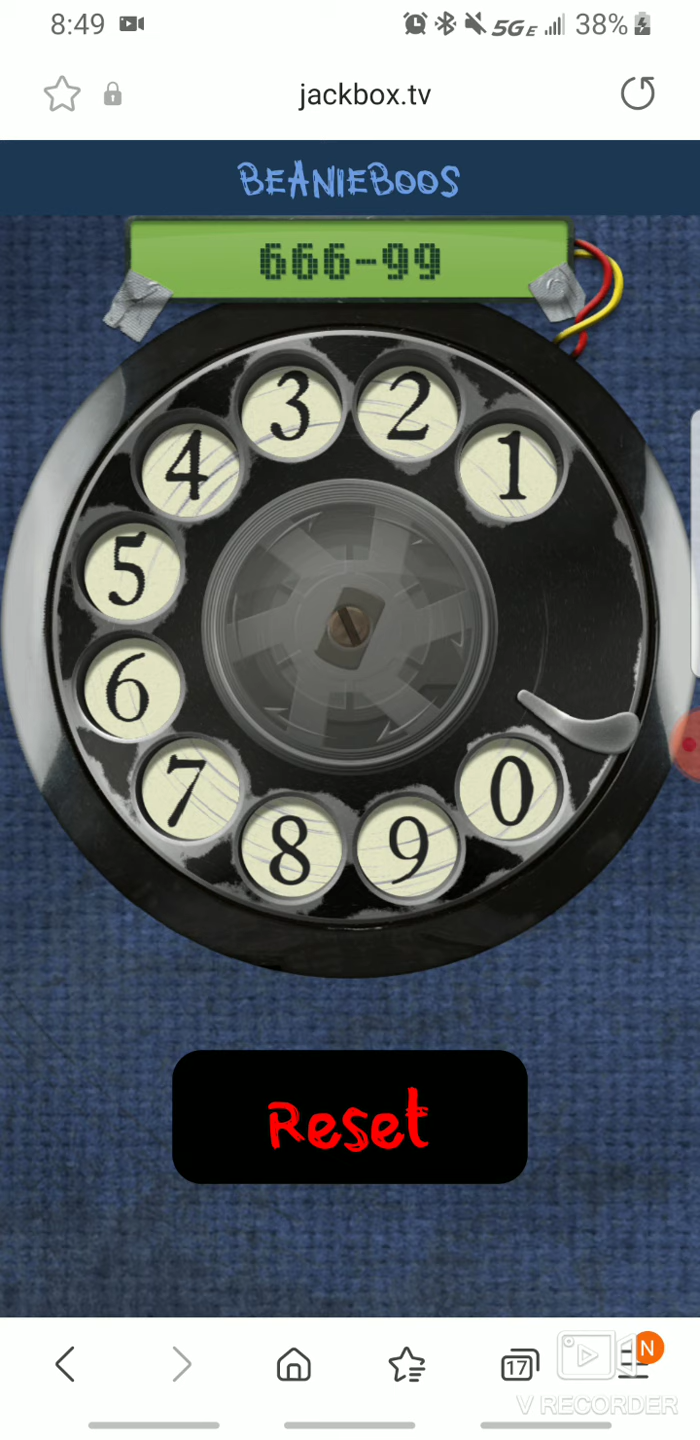 8:49 5GE 38%
jackbox.tv
BEANIEBOOS
666-99
3 2
4 1
5
6
7 0
8 9
Reset
17 N
V RECORDER